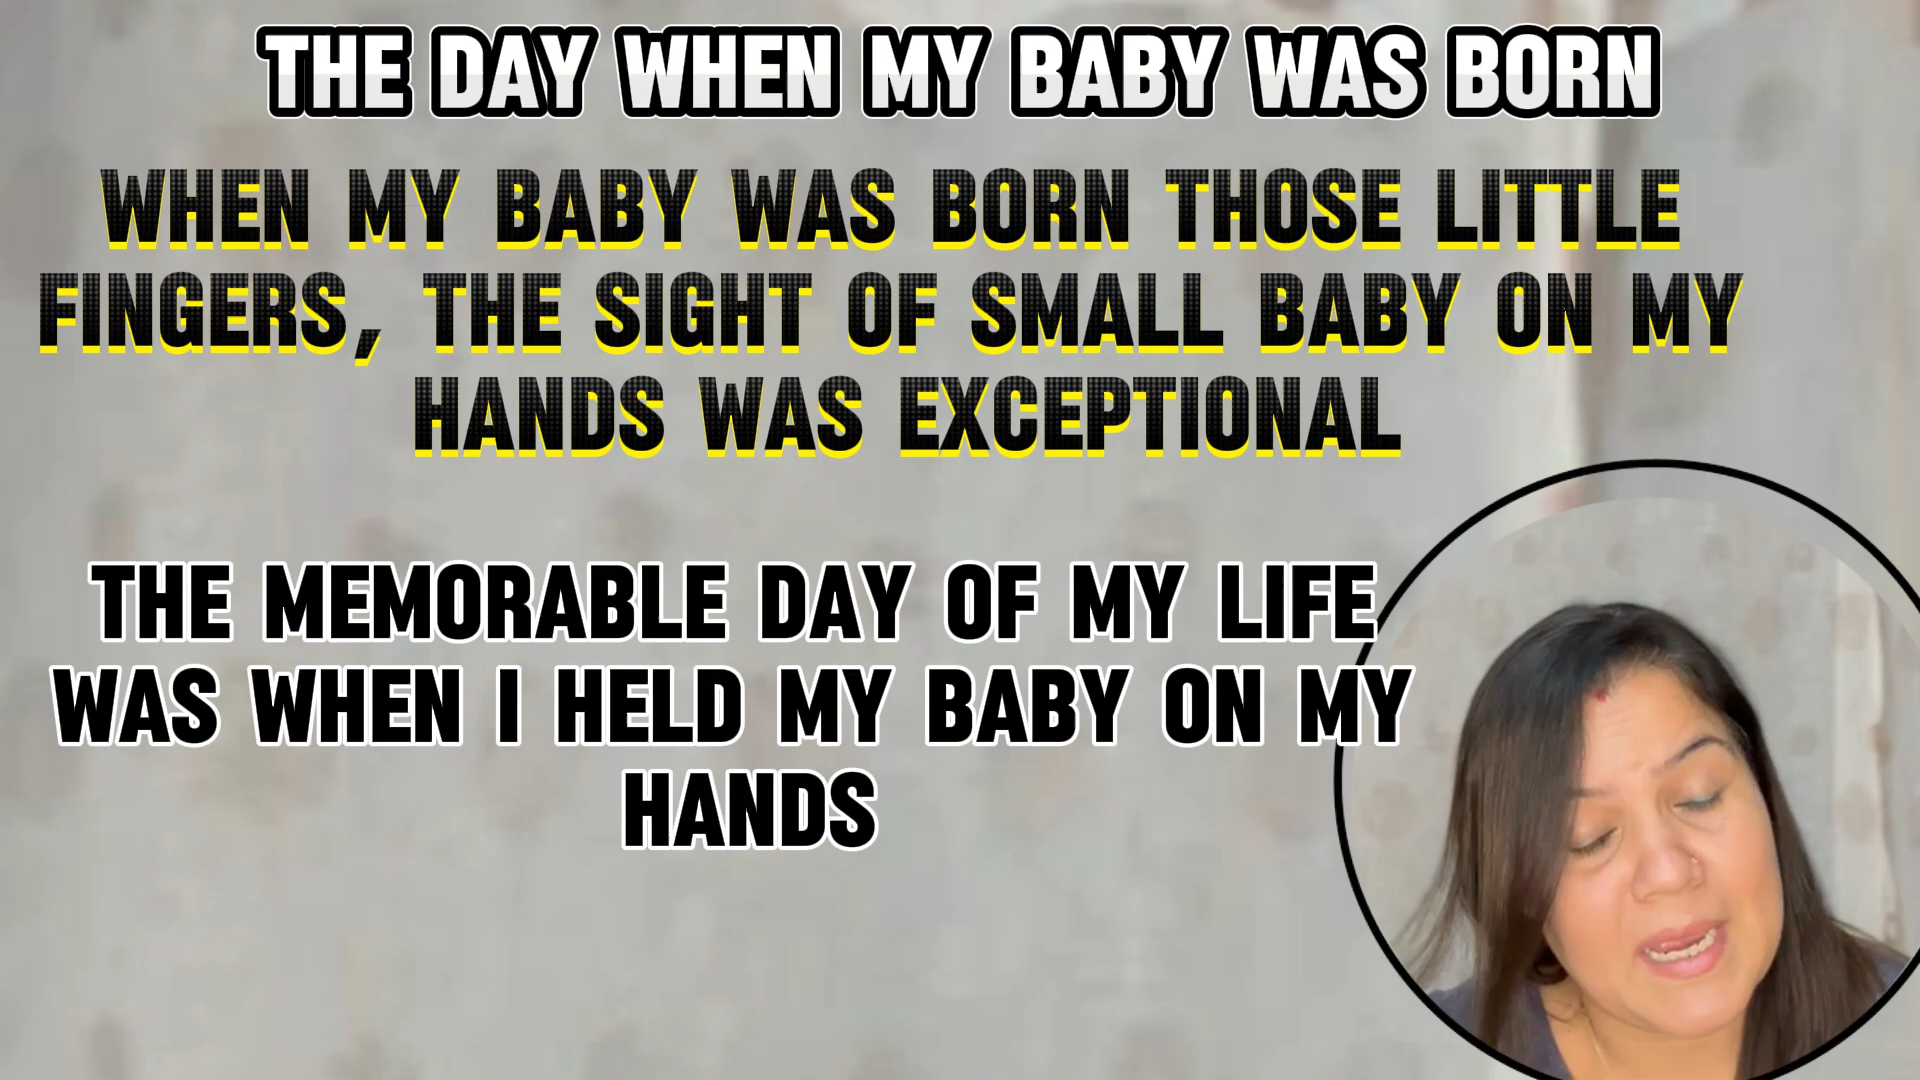 THE DAY WHEN MY BABY WAS BORN
WHEN MY BABY WAS BORN THOSE LITTLE
FINGERS, THE SIGHT OF SMALL BABY ON MY
HANDS WAS EXCEPTIONAL
THE MEMORABLE DAY OF MY LIFE
WAS WHEN I HELD MY BABY ON MY
HANDS